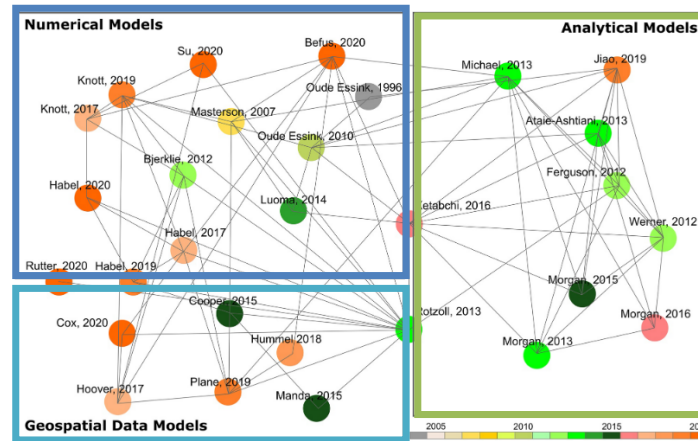 Numerical Models
Analytical Models
Su, 2020
Befus, 2020
Michael, 2013
Jiao, 2019
Knott, 2019
Oude Essink, 1996
Knott, 2017
Masterson, 2007
Ataie-Ashtiani, 2013
Oude Essink, 2010
Bjerklie, 2012
Ferguson, 2012
Habel, 2020
Luoma, 2014
Ketabchi, 2016
Werner, 2012
Habel, 2017
Rutter, 2020
Habel, 2019
Morgan, 2015
Cooper, 2015
Rotzoll, 2013
Morgan, 2016
Cox, 2020
Hummel 2018
Morgan, 2013
Hoover, 2017
Plane, 2019
Manda, 2015
Geospatial Data Models
2005
2010
2015